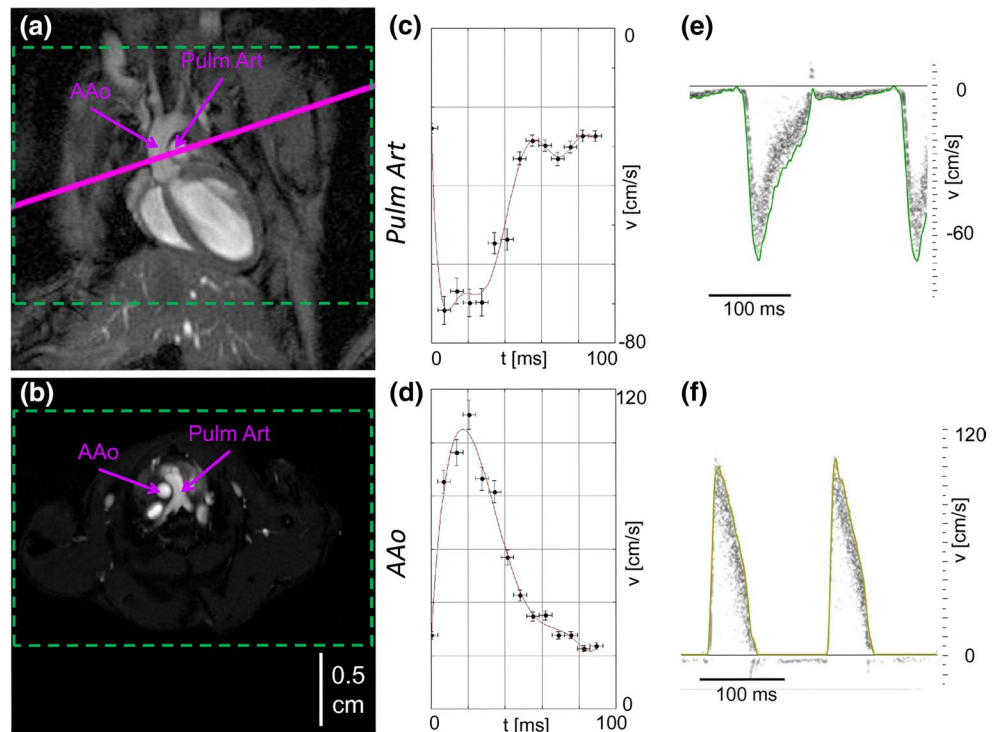 (a)
Pulm Art
AAo
(b)
Pulm Art
AAo
0.5
cm
(c)
Pulm Art
0
v [cm/s]
-80
0
t [ms]
100
(d)
AAo
120
v [cm/s]
0
0
t [ms]
100
(e)
0
v [cm/s]
-60
100 ms
(f)
120
v [cm/s]
0
100 ms